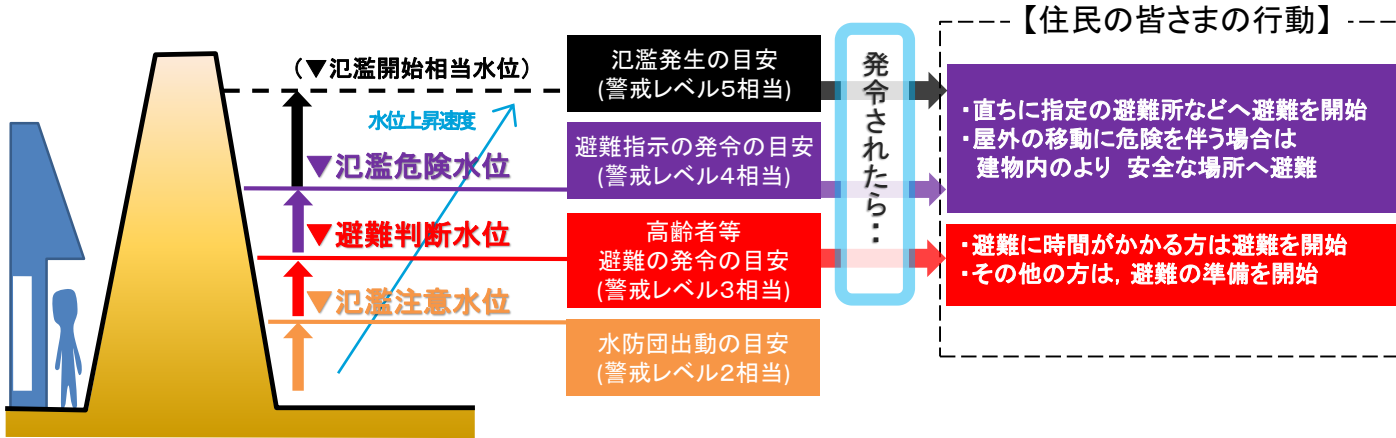 (▼氾濫開始相当水位)
水位上昇速度
▼氾濫危険水位
▼避難判断水位
▼氾濫注意水位
氾濫発生の目安
(警戒レベル5相当)
避難指示の発令の目安
(警戒レベル4相当)
高齢者等
避難の発令の目安
(警戒レベル3相当)
水防団出動の目安
(警戒レベル2相当)
発令されたら・・
【住民の皆さまの行動】
・直ちに指定の避難所などへ避難を開始
・屋外の移動に危険を伴う場合は
建物内のより 安全な場所へ避難
・避難に時間がかかる方は避難を開始
・その他の方は，避難の準備を開始